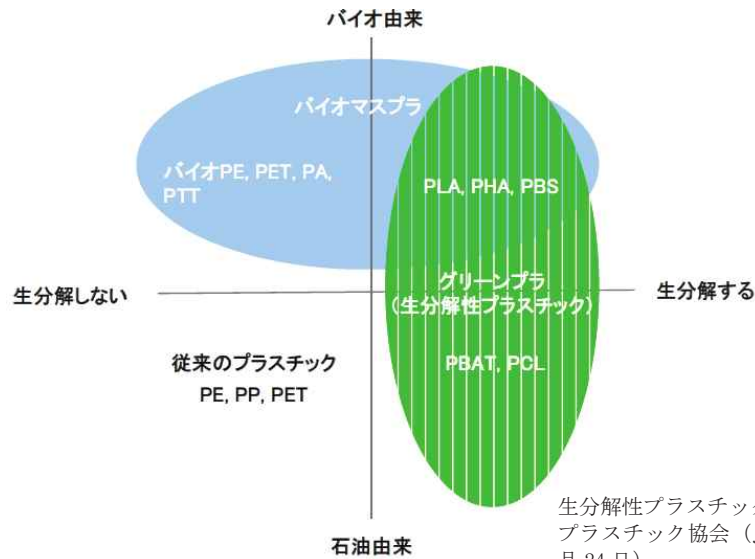 バイオ由来
バイオマスプラ
バイオPE, PET, PA,
PTT
PLA, PHA, PBS
グリーンプラ
(生分解性プラスチック)
生分解しない
生分解する
従来のプラスチック
PE, PP, PET
PBAT, PCL
石油由来
生分解性プラスチック
プラスチック協会
月 24 日)